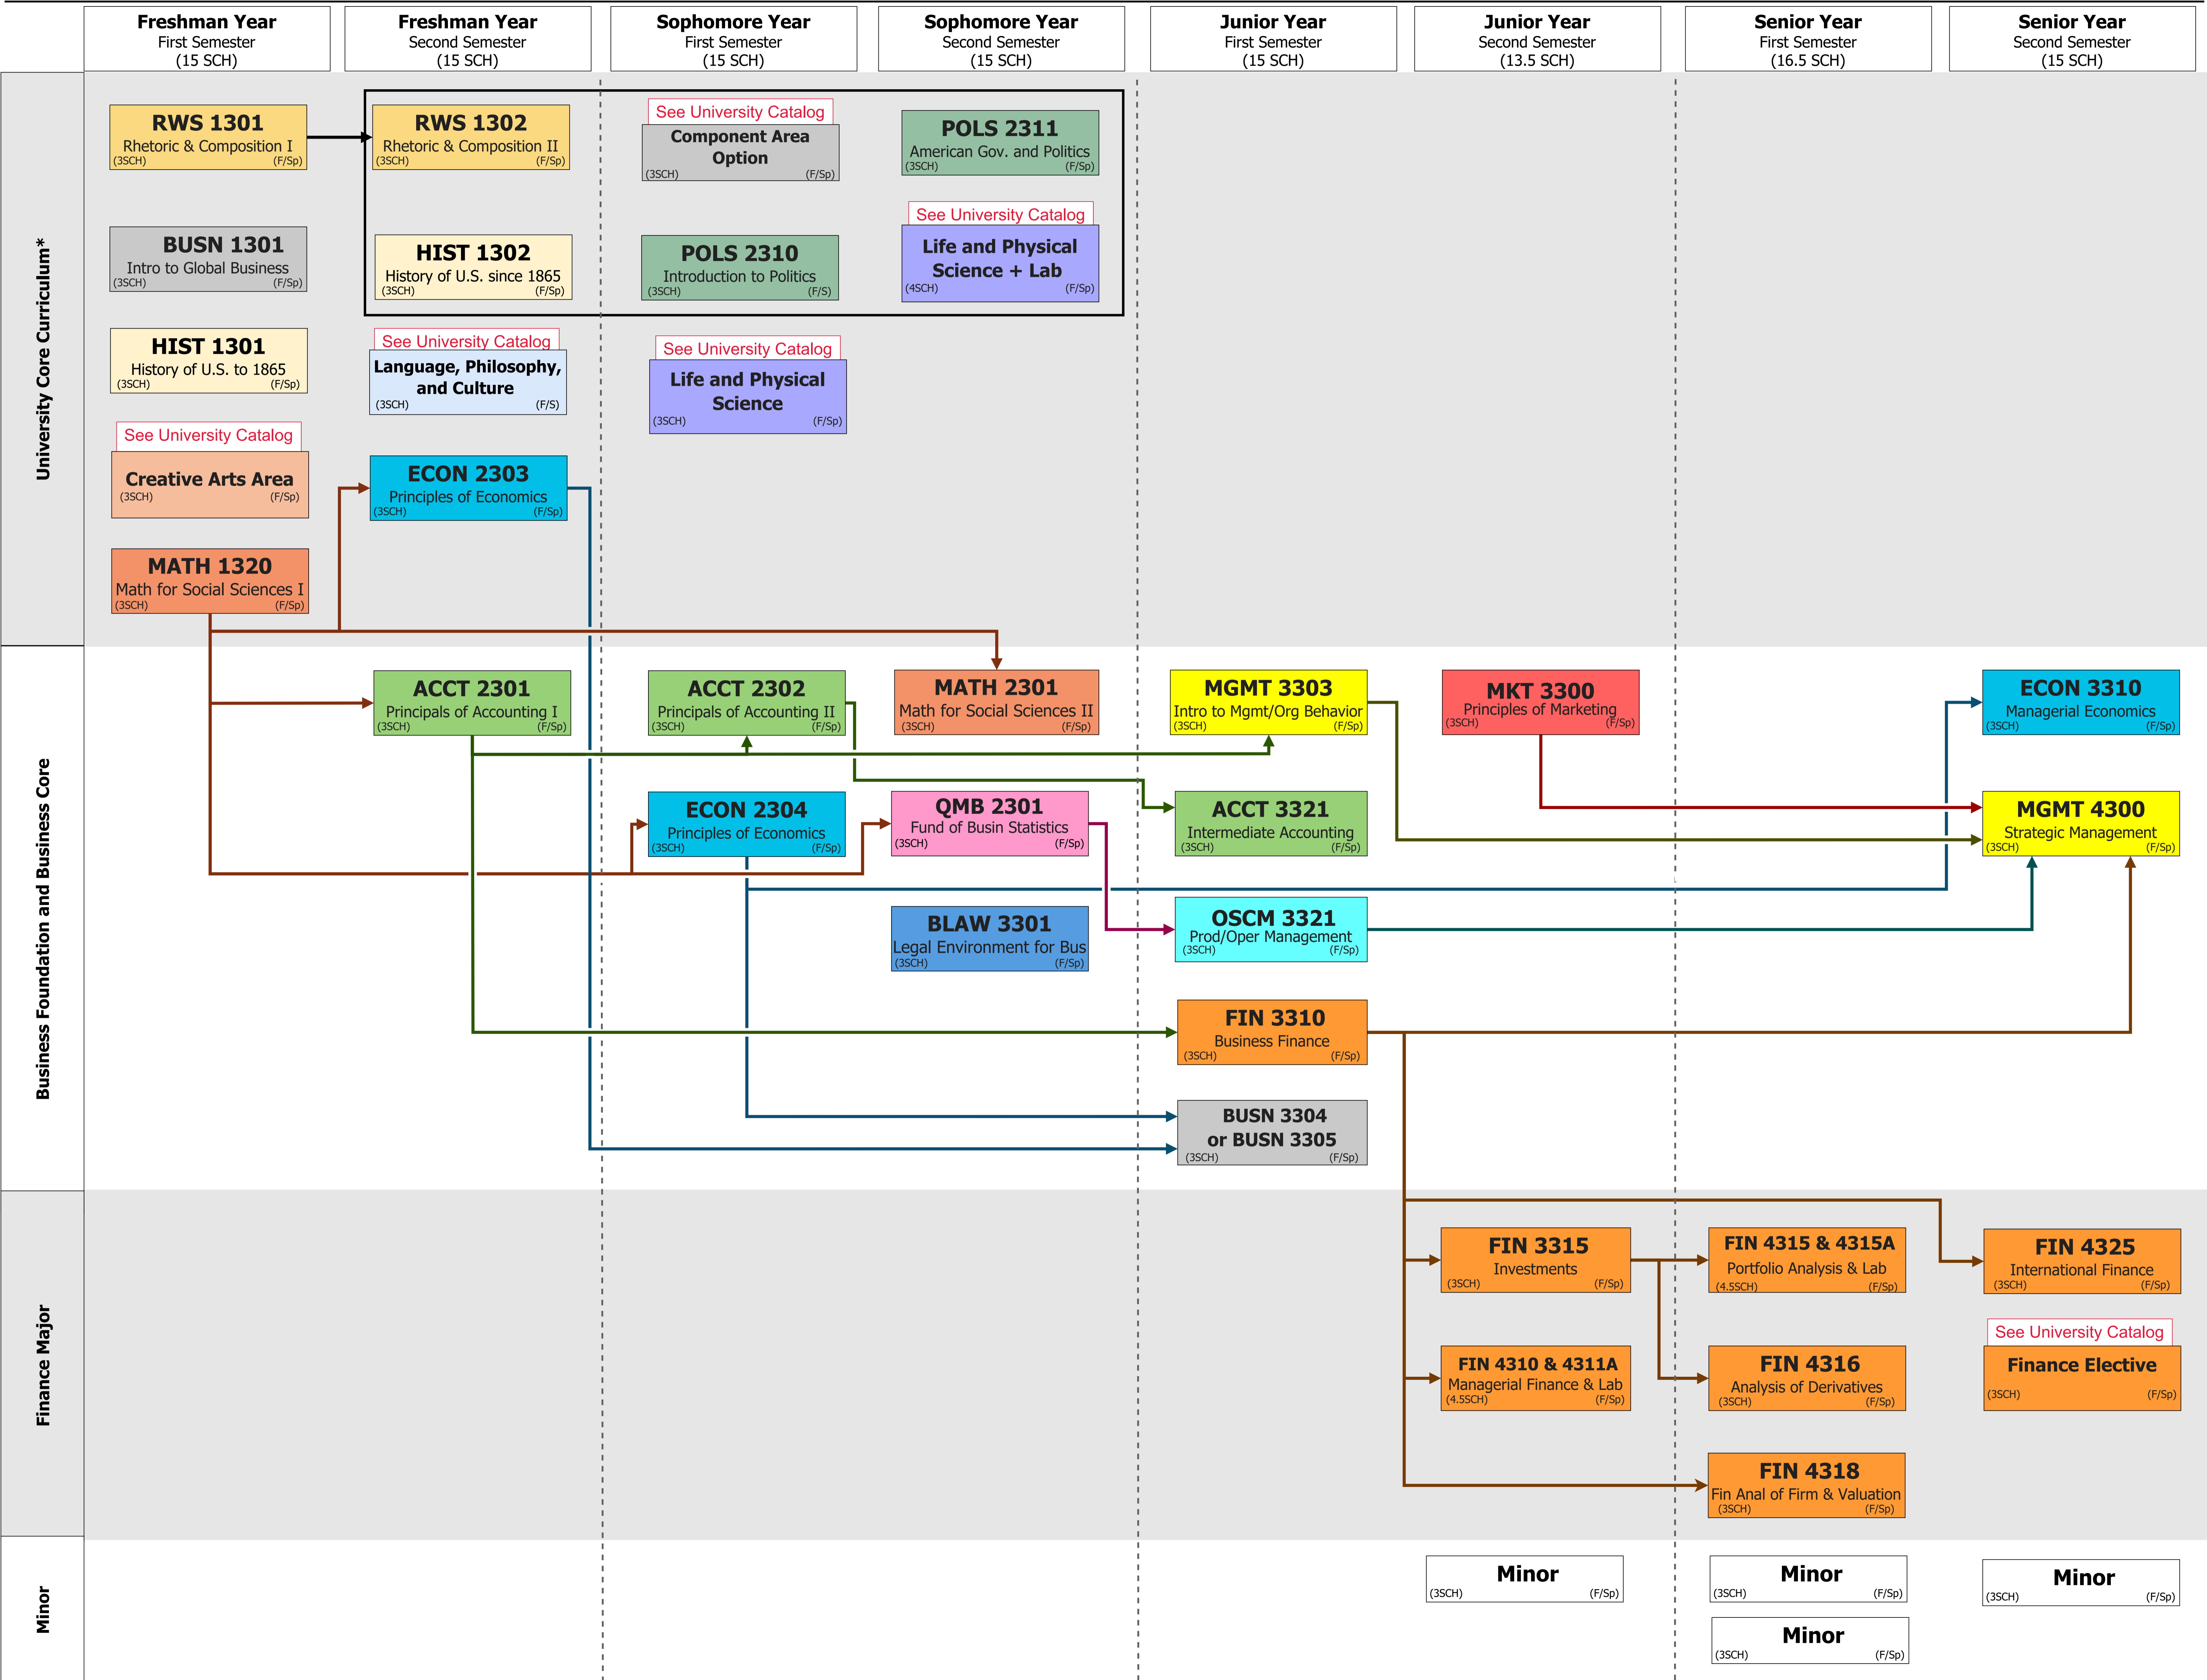 Freshman Year
First Semester
(15 SCH)
Freshman Year
Second Semester
(15 SCH)
Sophomore Year
First Semester
(15 SCH)
Sophomore Year
Second Semester
(15 SCH)
Junior Year
First Semester
(15 SCH)
Junior Year
Second Semester
(13.5 SCH)
Senior Year
First Semester
(16.5 SCH)
Senior Year
Second Semester
(15 SCH)
University Core Curriculum*
RWS 1301
Rhetoric & Composition I
(3SCH) (F/Sp)
RWS 1302
Rhetoric & Composition II
(3SCH) (F/Sp)
See University Catalog
Component Area
Option
(3SCH) (F/Sp)
POLS 2311
American Gov. and Politics
(3SCH) (F/Sp)
BUSN 1301
Intro to Global Business
(3SCH) (F/Sp)
HIST 1302
History of U.S. since 1865
(3SCH) (F/Sp)
POLS 2310
Introduction to Politics
(3SCH) (F/S)
See University Catalog
Life and Physical
Science + Lab
(4SCH) (F/Sp)
HIST 1301
History of U.S. to 1865
(3SCH) (F/Sp)
See University Catalog
Language, Philosophy,
and Culture
(3SCH) (F/S)
See University Catalog
Life and Physical
Science
(3SCH) (F/Sp)
See University Catalog
Creative Arts Area
(3SCH) (F/Sp)
ECON 2303
Principles of Economics
(3SCH) (F/Sp)
MATH 1320
Math for Social Sciences I
(3SCH) (F/Sp)
Business Foundation and Business Core
ACCT 2301
Principals of Accounting I
(3SCH) (F/Sp)
ACCT 2302
Principals of Accounting II
(3SCH) (F/Sp)
MATH 2301
Math for Social Sciences II
(3SCH) (F/Sp)
MGMT 3303
Intro to Mgmt/Org Behavior
(3SCH) (F/Sp)
MKT 3300
Principles of Marketing
(3SCH) (F/Sp)
ECON 3310
Managerial Economics
(3SCH) (F/Sp)
ECON 2304
Principles of Economics
(3SCH) (F/Sp)
QMB 2301
Fund of Busin Statistics
(3SCH) (F/Sp)
ACCT 3321
Intermediate Accounting
(3SCH) (F/Sp)
MGMT 4300
Strategic Management
(3SCH) (F/Sp)
BLAW 3301
Legal Environment for Bus
(3SCH) (F/Sp)
OSCM 3321
Prod/Oper Management
(3SCH) (F/Sp)
FIN 3310
Business Finance
(3SCH) (F/Sp)
BUSN 3304
or BUSN 3305
(3SCH) (F/Sp)
Finance Major
FIN 3315
Investments
(3SCH) (F/Sp)
FIN 4315 & 4315A
Portfolio Analysis & Lab
(4.5SCH) (F/Sp)
FIN 4325
International Finance
(3SCH) (F/Sp)
FIN 4310 & 4311A
Managerial Finance & Lab
(4.5SCH) (F/Sp)
FIN 4316
Analysis of Derivatives
(3SCH) (F/Sp)
See University Catalog
Finance Elective
(3SCH) (F/Sp)
FIN 4318
Fin Anal of Firm & Valuation
(3SCH) (F/Sp)
Minor
Minor
(3SCH) (F/Sp)
Minor
(3SCH) (F/Sp)
Minor
(3SCH) (F/Sp)
Minor
(3SCH) (F/Sp)